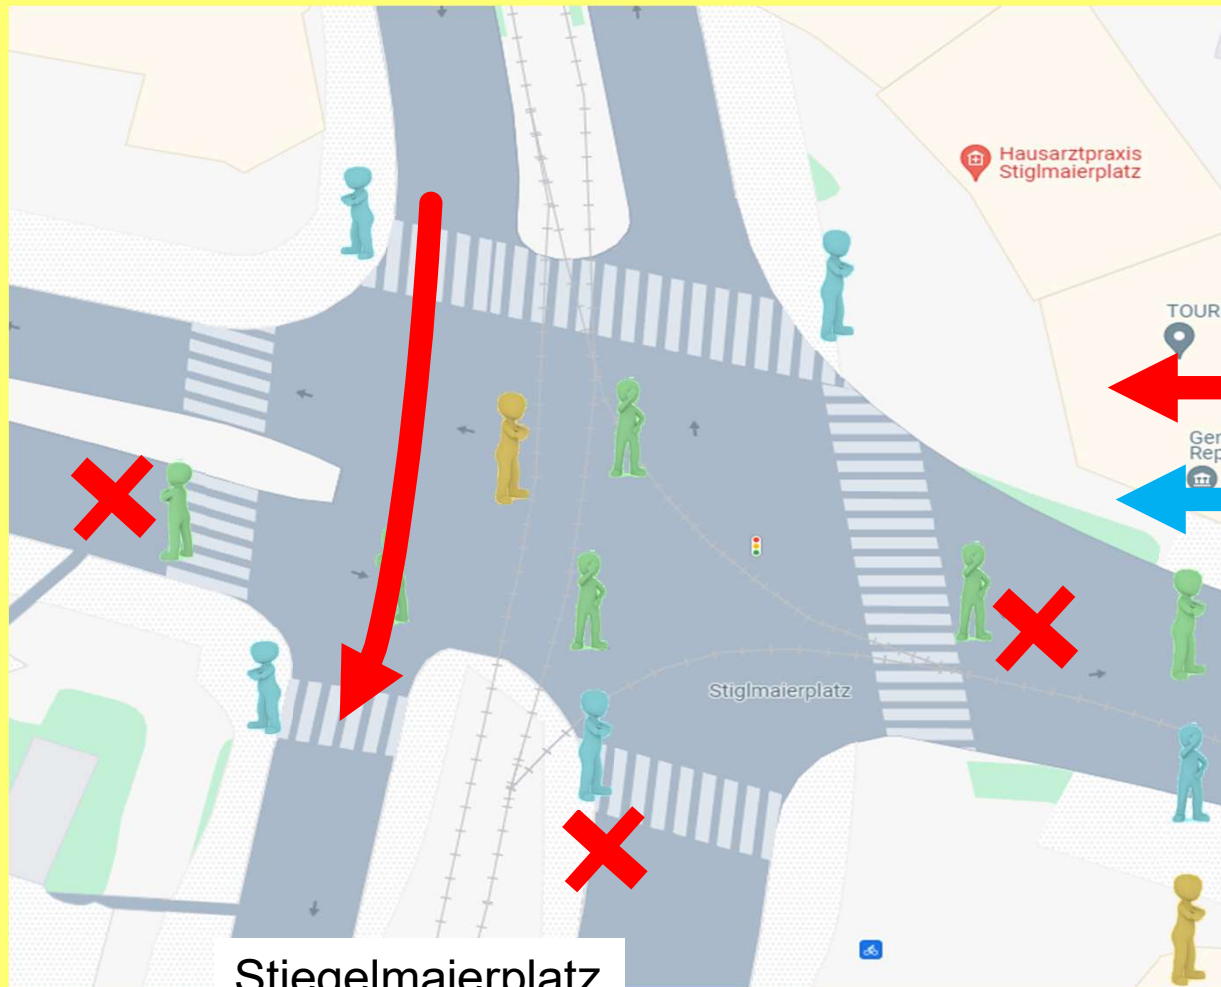 Hausarztpraxis
Stiglmaierplatz
TOUR
Ger
Rep
Stiglmaierplatz
Stiegelmaierplatz